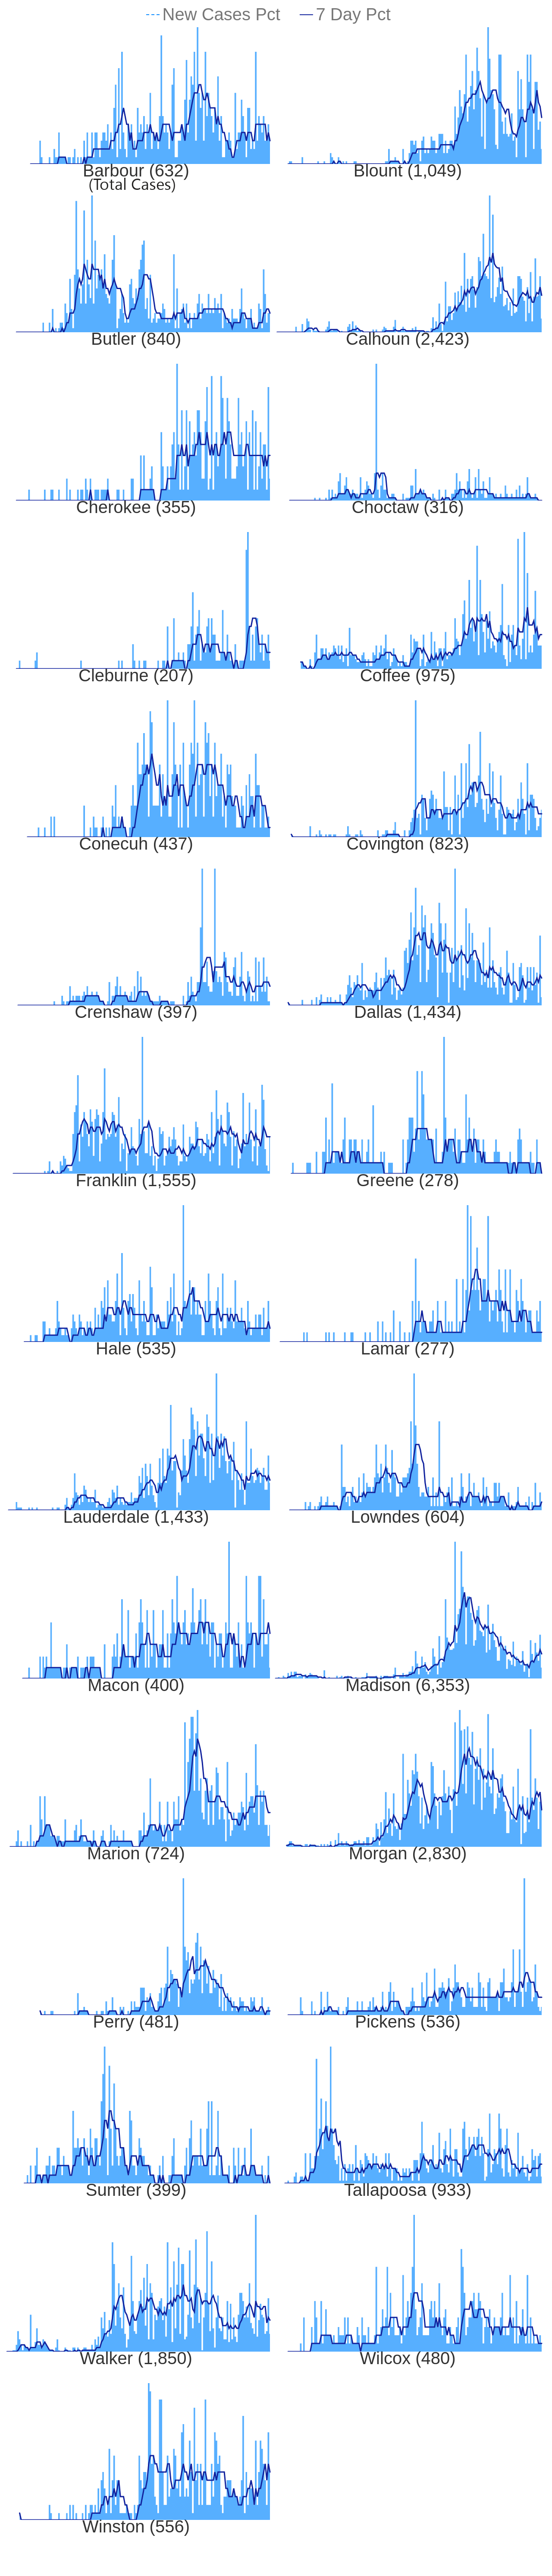 New Cases Pct 7 Day Pct
Barbour (632) Blount (1,049)
(Total Cases)
Butler (840) Calhoun (2,423)
Cherokee (355) Choctaw (316)
Cleburne (207) Coffee (975)
Conecuh (437) Covington (823)
Crenshaw (397) Dallas (1,434)
Franklin (1,555) Greene (278)
Hale (535) Lamar (277)
Lauderdale (1,433) Lowndes (604)
Macon (400) Madison (6,353)
Marion (724) Morgan (2,830)
Perry (481) Pickens (536)
Sumter (399) Tallapoosa (933)
Walker (1,850) Wilcox (480)
Winston (556)